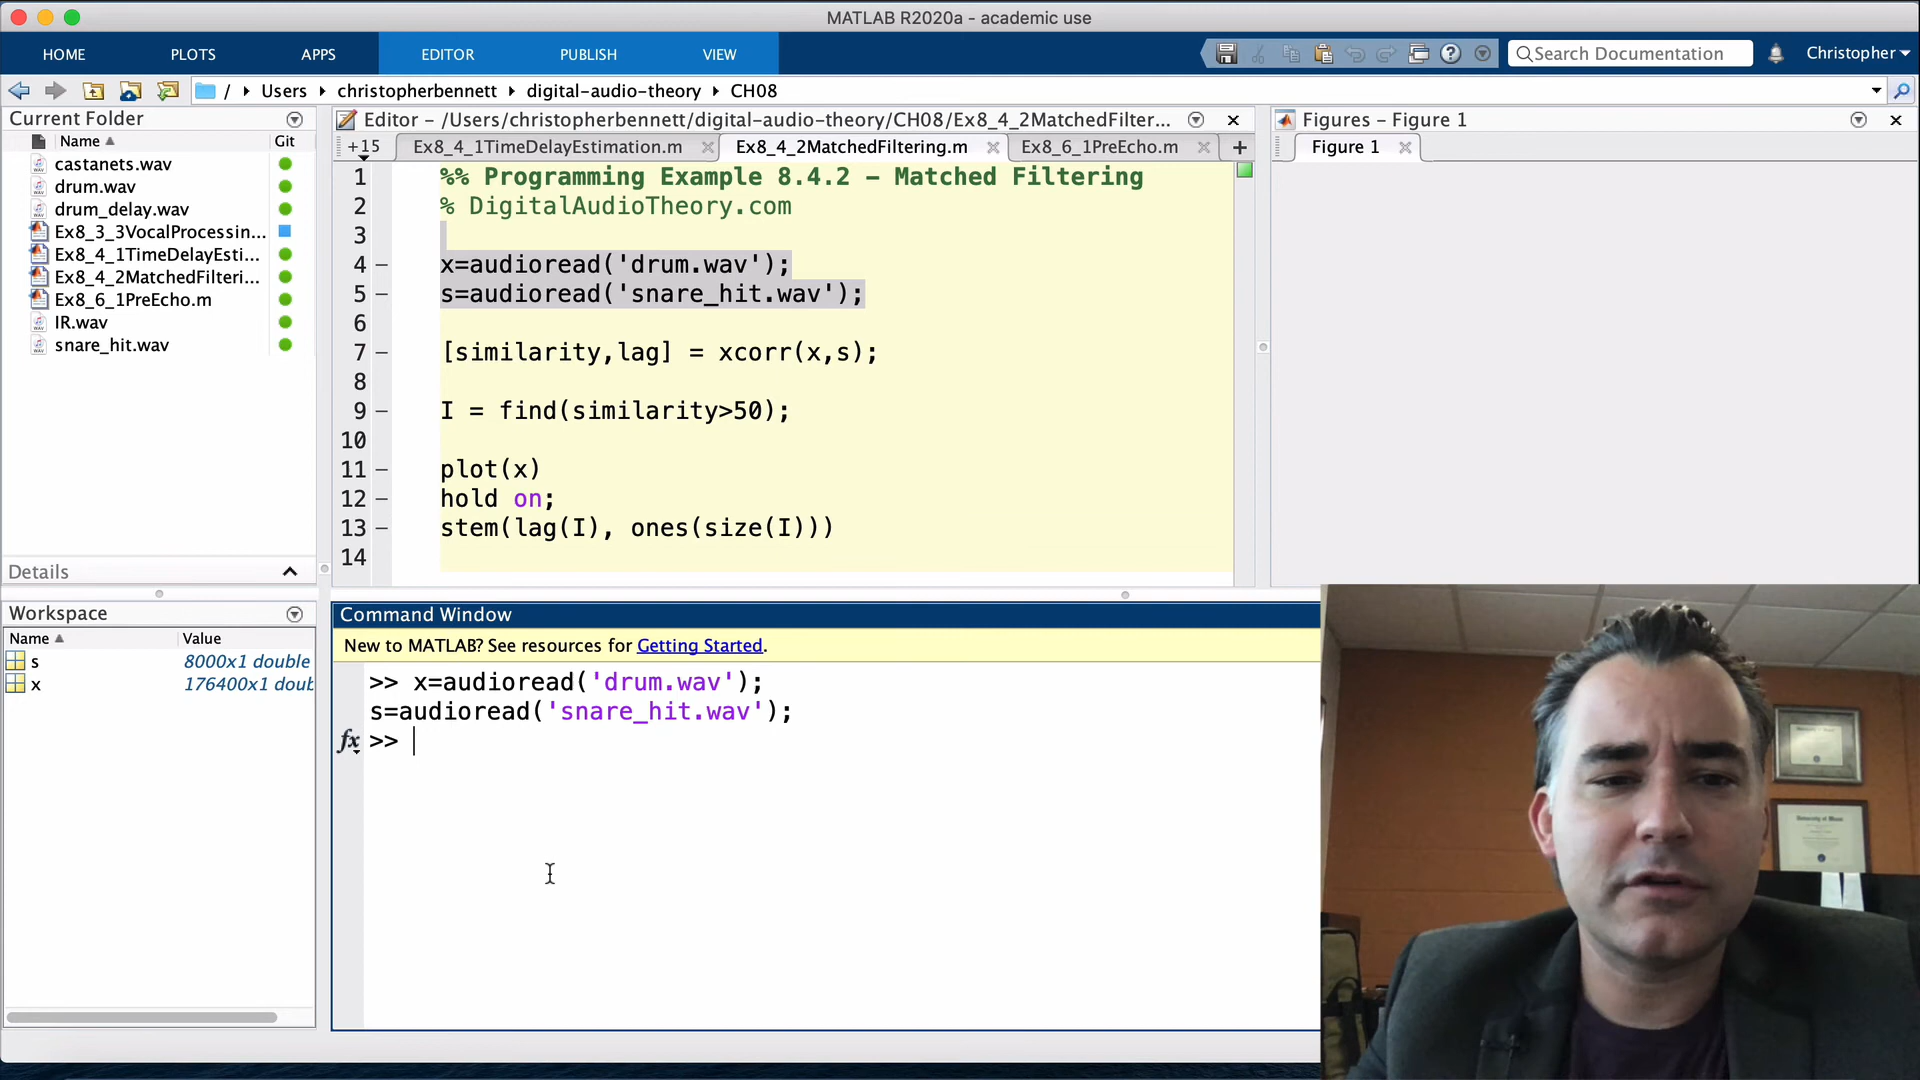 MATLAB R2020a - academic use
HOME PLOTS APPS EDITOR PUBLISH VIEW Search Documentation Christopher
/ Users christopherbennett digital-audio-theory CH08
Current Folder
Name Git
castanets.wav
drum.wav
drum_delay.wav
Ex8_3_3VocalProcessin...
Ex8_4_1TimeDelayEsti...
Ex8_4_2MatchedFilteri...
Ex8_6_1PreEcho.m
IR.wav
snare_hit.wav
Details
Workspace
Name Value
s 8000x1 double
x 176400x1 doub
Editor - /Users/christopherbennett/digital-audio-theory/CH08/Ex8_4_2MatchedFilter...
+15 Ex8_4_1TimeDelayEstimation.m Ex8_4_2MatchedFiltering.m Ex8_6_1PreEcho.m
1 %% Programming Example 8.4.2 - Matched Filtering
2 % DigitalAudioTheory.com
3
4 x=audioread('drum.wav');
5 s=audioread('snare_hit.wav');
6
7 [similarity,lag] = xcorr(x,s);
8
9 I = find(similarity>50);
10
11 plot(x)
12 hold on;
13 stem(lag(I), ones(size(I)))
14
Figures - Figure 1
Figure 1
Command Window
New to MATLAB? See resources for Getting Started.
>> x=audioread('drum.wav');
s=audioread('snare_hit.wav');
fx >>